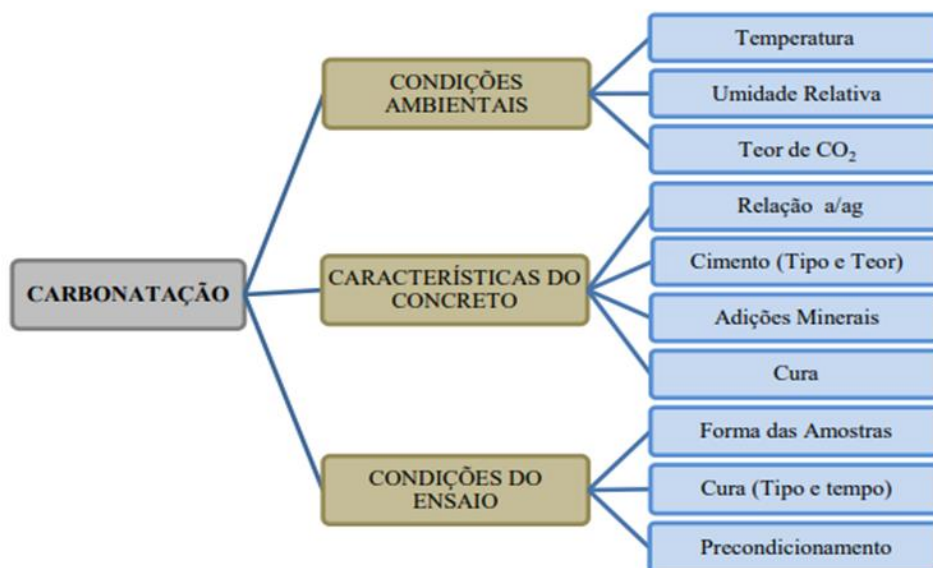 CARBONATAÇÃO
CONDIÇÕES
AMBIENTAIS
Temperatura
Umidade Relativa
Teor de CO₂
CARACTERÍSTICAS DO
CONCRETO
Relação a/ag
Cimento (Tipo e Teor)
Adições Minerais
Cura
CONDIÇÕES DO
ENSAIO
Forma das Amostras
Cura (Tipo e tempo)
Precondicionamento